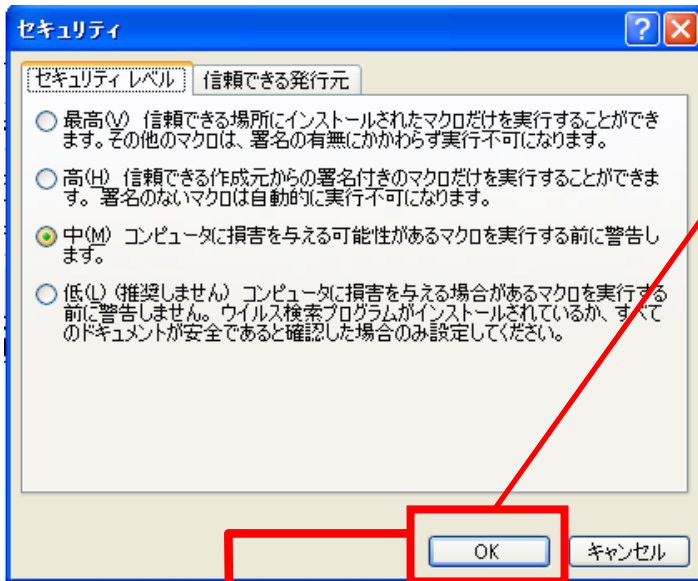 セキュリティ
セキュリティ レベル 信頼できる発行元
最高(V) 信頼できる場所にインストールされたマクロだけを実行することができ
ます。その他のマクロは、署名の有無にかかわらず実行不可になります。
高(H) 信頼できる作成元からの署名付きのマクロだけを実行することができま
す。 署名のないマクロは自動的に実行不可になります。
中(M) コンピュータに損害を与える可能性があるマクロを実行する前に警告し
ます。
低(L) (推奨しません) コンピュータに損害を与える場合があるマクロを実行する
前に警告しません。ウイルス検索プログラムがインストールされているか、すべて
のドキュメントが安全であると確認した場合のみ設定してください。
OK キャンセル